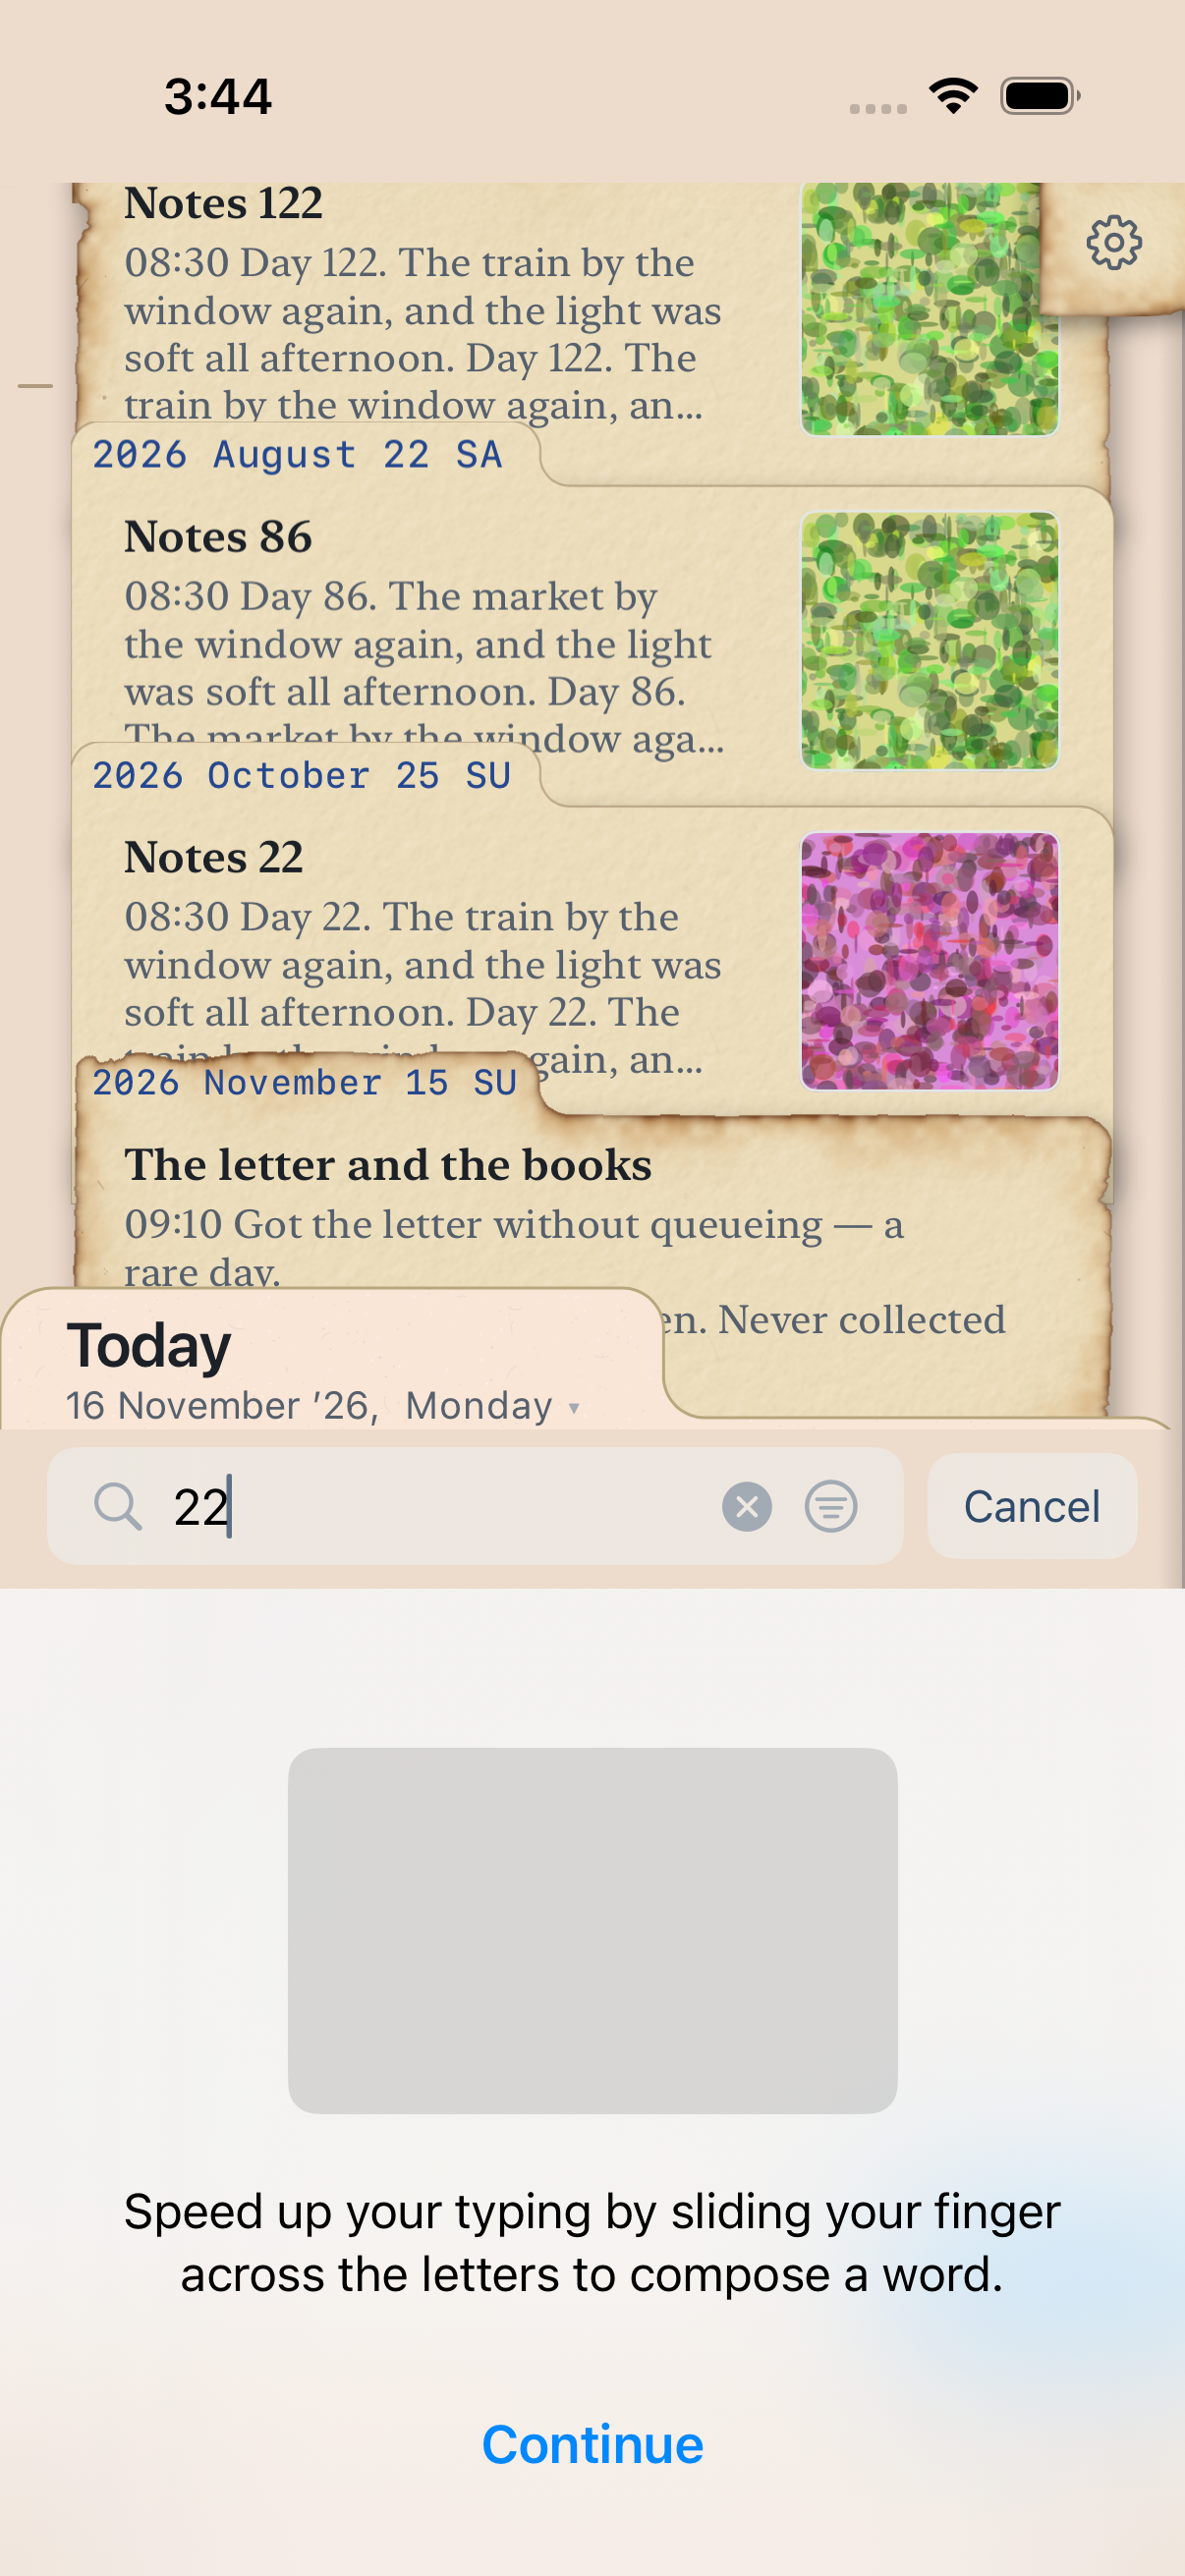 3:44
Notes 122
08:30 Day 122. The train by the
window again, and the light was
soft all afternoon. Day 122. The
train by the window again, an...
2026 August 22 SA
Notes 86
08:30 Day 86. The market by
the window again, and the light
was soft all afternoon. Day 86.
The market by the window aga...
2026 October 25 SU
Notes 22
08:30 Day 22. The train by the
window again, and the light was
soft all afternoon. Day 22. The
gain, an...
2026 November 15 SU
The letter and the books
09:10 Got the letter without queueing — a
rare day.
Never collected
Today
16 November ’26, Monday ▾
22
Cancel
Speed up your typing by sliding your finger
across the letters to compose a word.
Continue